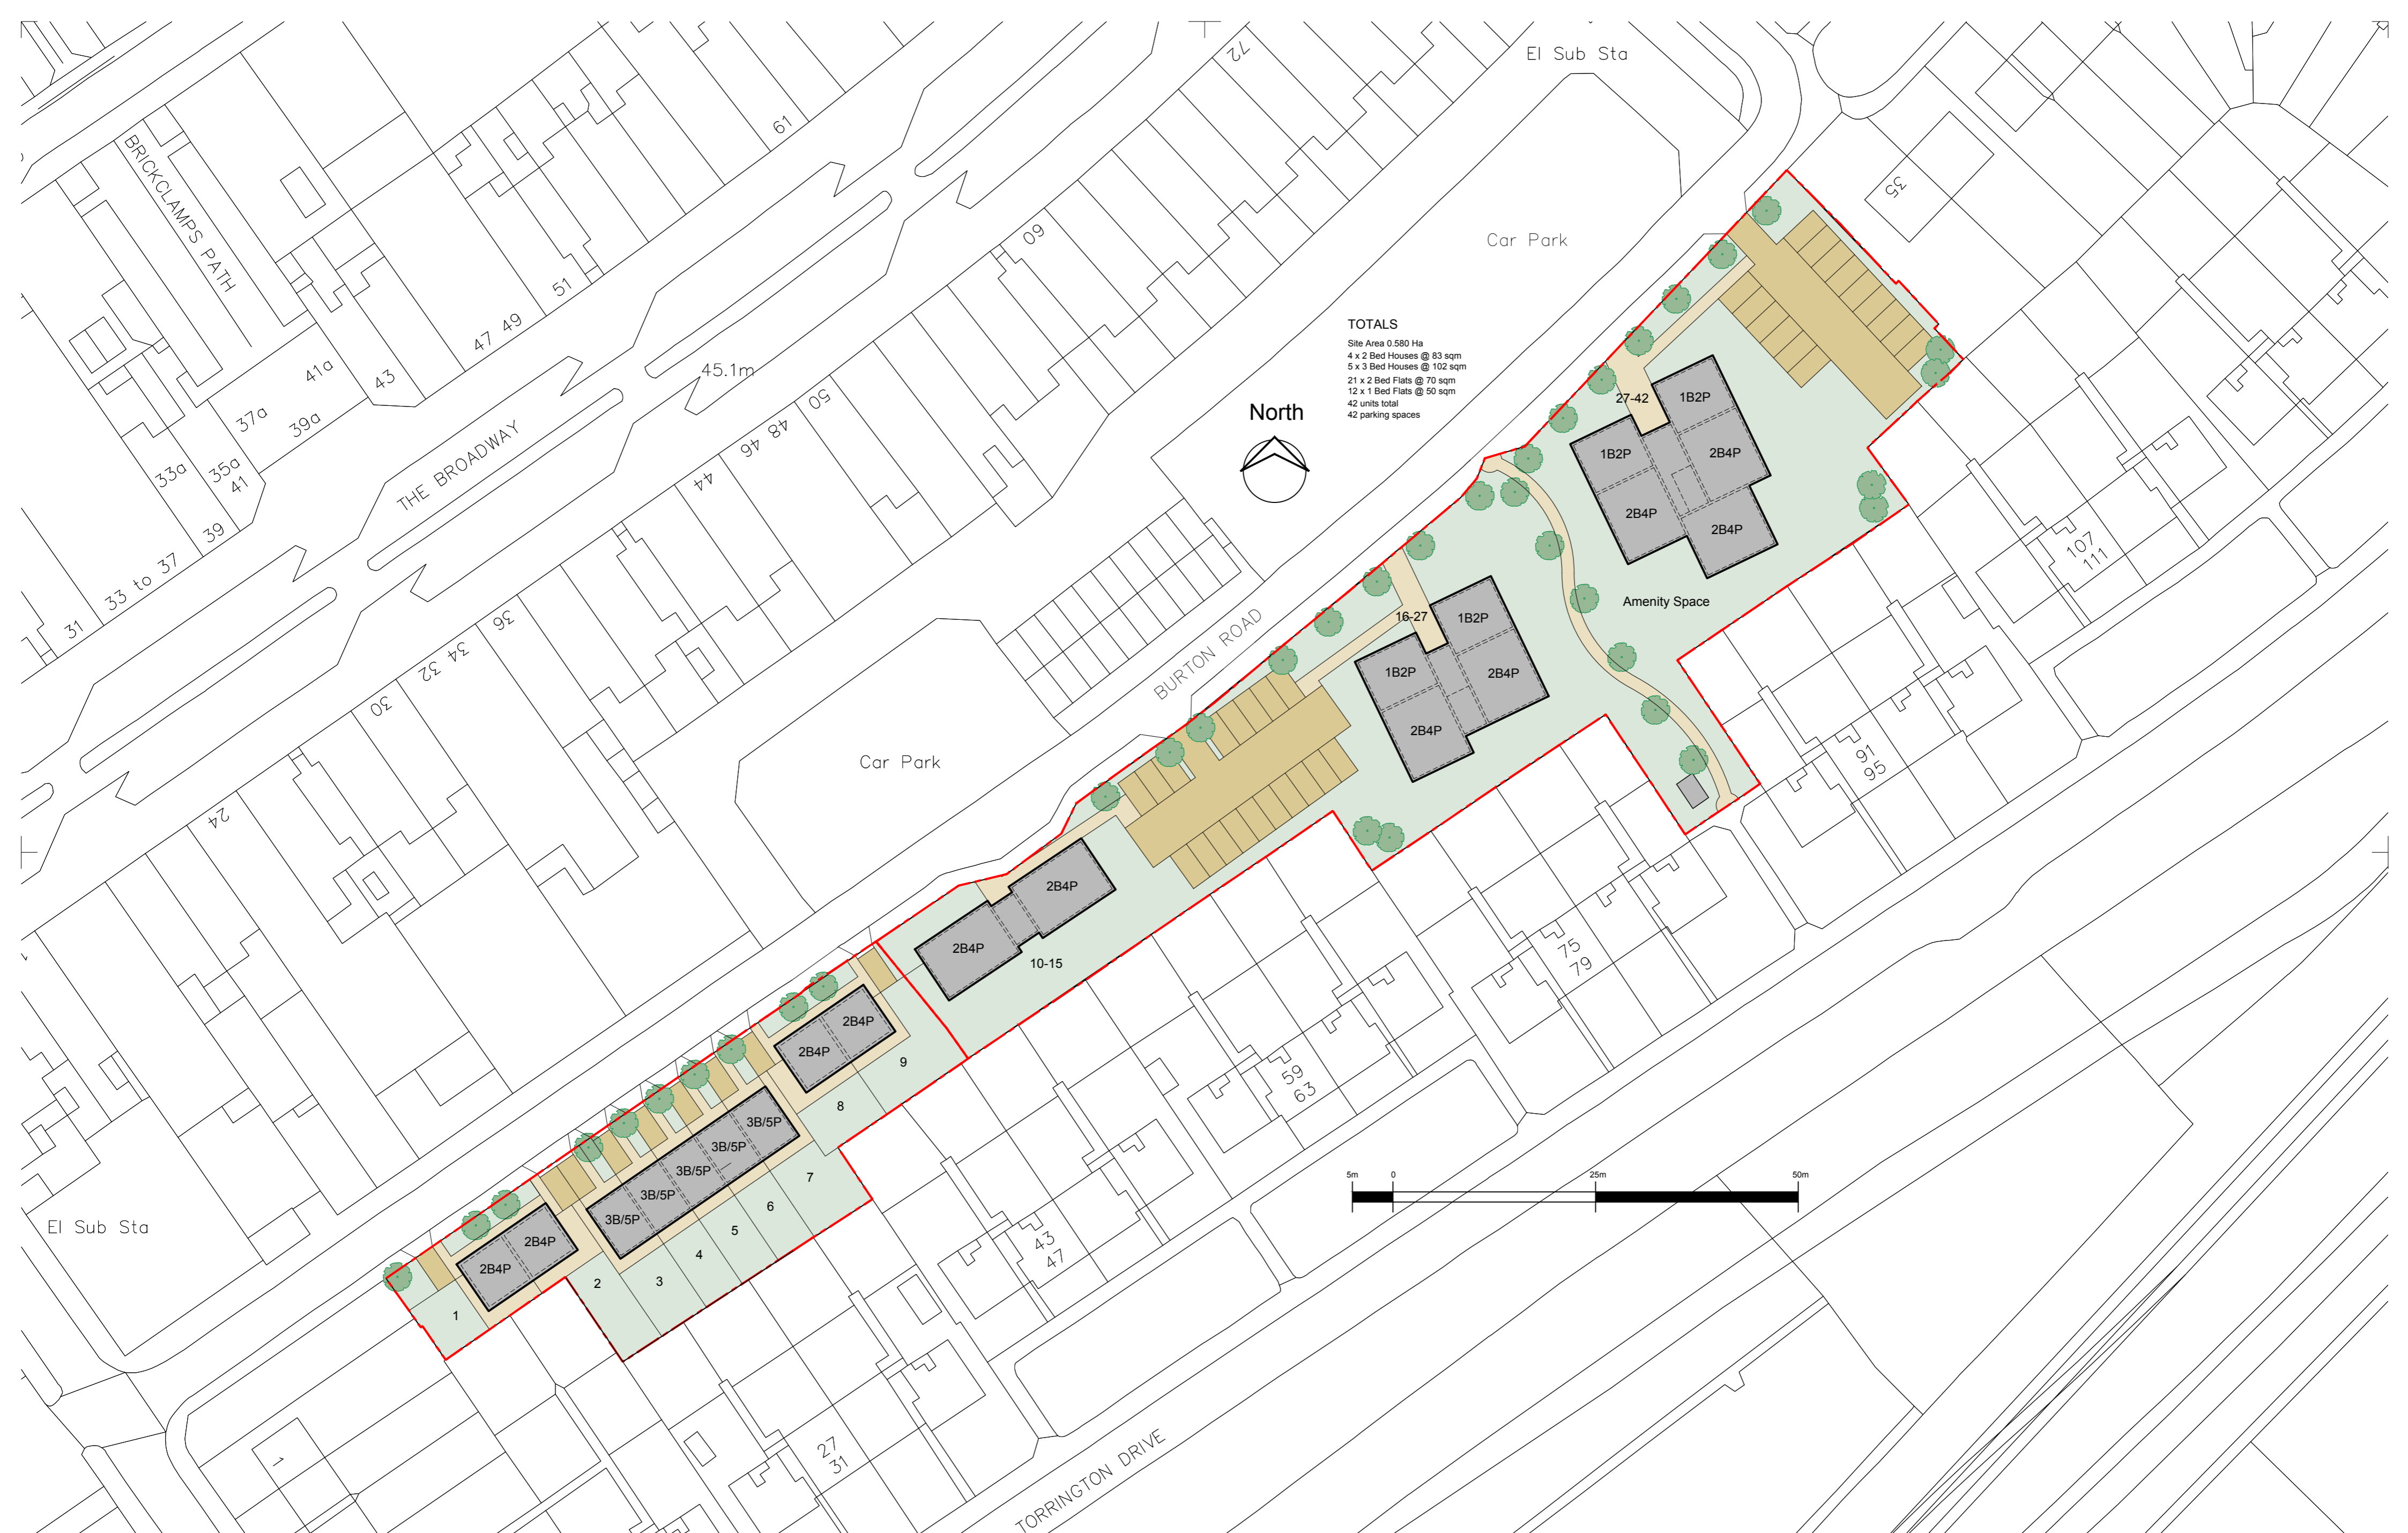 El Sub Sta
72
61
BRICKCLAMPS PATH
35
60
Car Park
51
47 49
TOTALS
Site Area 0.580 Ha
4 x 2 Bed Houses @ 83 sqm
5 x 3 Bed Houses @ 102 sqm
21 x 2 Bed Flats @ 70 sqm
12 x 1 Bed Flats @ 50 sqm
42 units total
42 parking spaces
North
41a
43
45.1m
37a
39a
50
48
46
44
THE BROADWAY
33a
35a
41
39
33 to 37
31
27-42
1B2P
1B2P
2B4P
2B4P
2B4P
107
111
Amenity Space
16-27
1B2P
1B2P
2B4P
2B4P
BURTON ROAD
36
34
32
30
24
Car Park
91
95
2B4P
2B4P
10-15
75
79
2B4P
2B4P
9
8
59
63
3B/5P
3B/5P
3B/5P
3B/5P
3B/5P
7
6
5
4
3
2
2B4P
2B4P
1
El Sub Sta
5m
0
25m
50m
43
47
27
31
1
TORRINGTON DRIVE